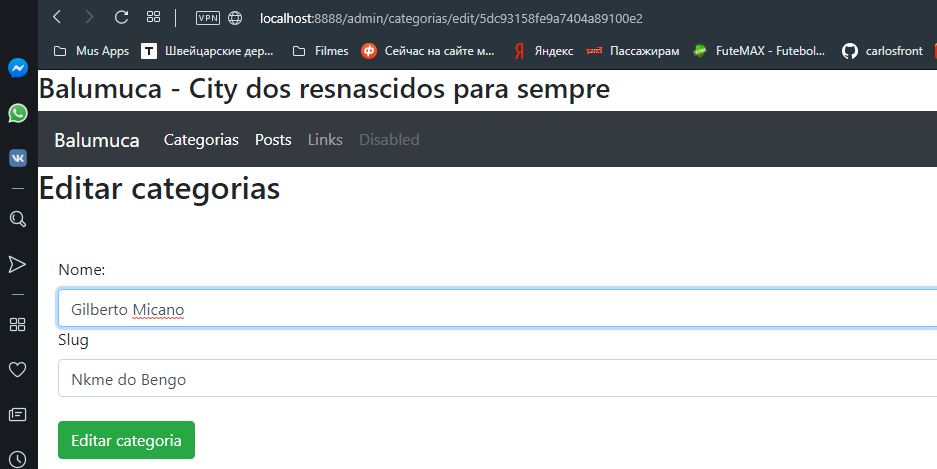 VPN localhost:8888/admin/categorias/edit/5dc93158fe9a7404a89100e2
Mus Apps T Швейцарские дер... Filmes Сейчас на сайте м... Яндекс Пассажирам FuteMAX - Futebol... carlosfront
Balumuca - City dos resnascidos para sempre
Balumuca Categorias Posts Links Disabled
Editar categorias
Nome:
Gilberto Micano
Slug
Nkme do Bengo
Editar categoria